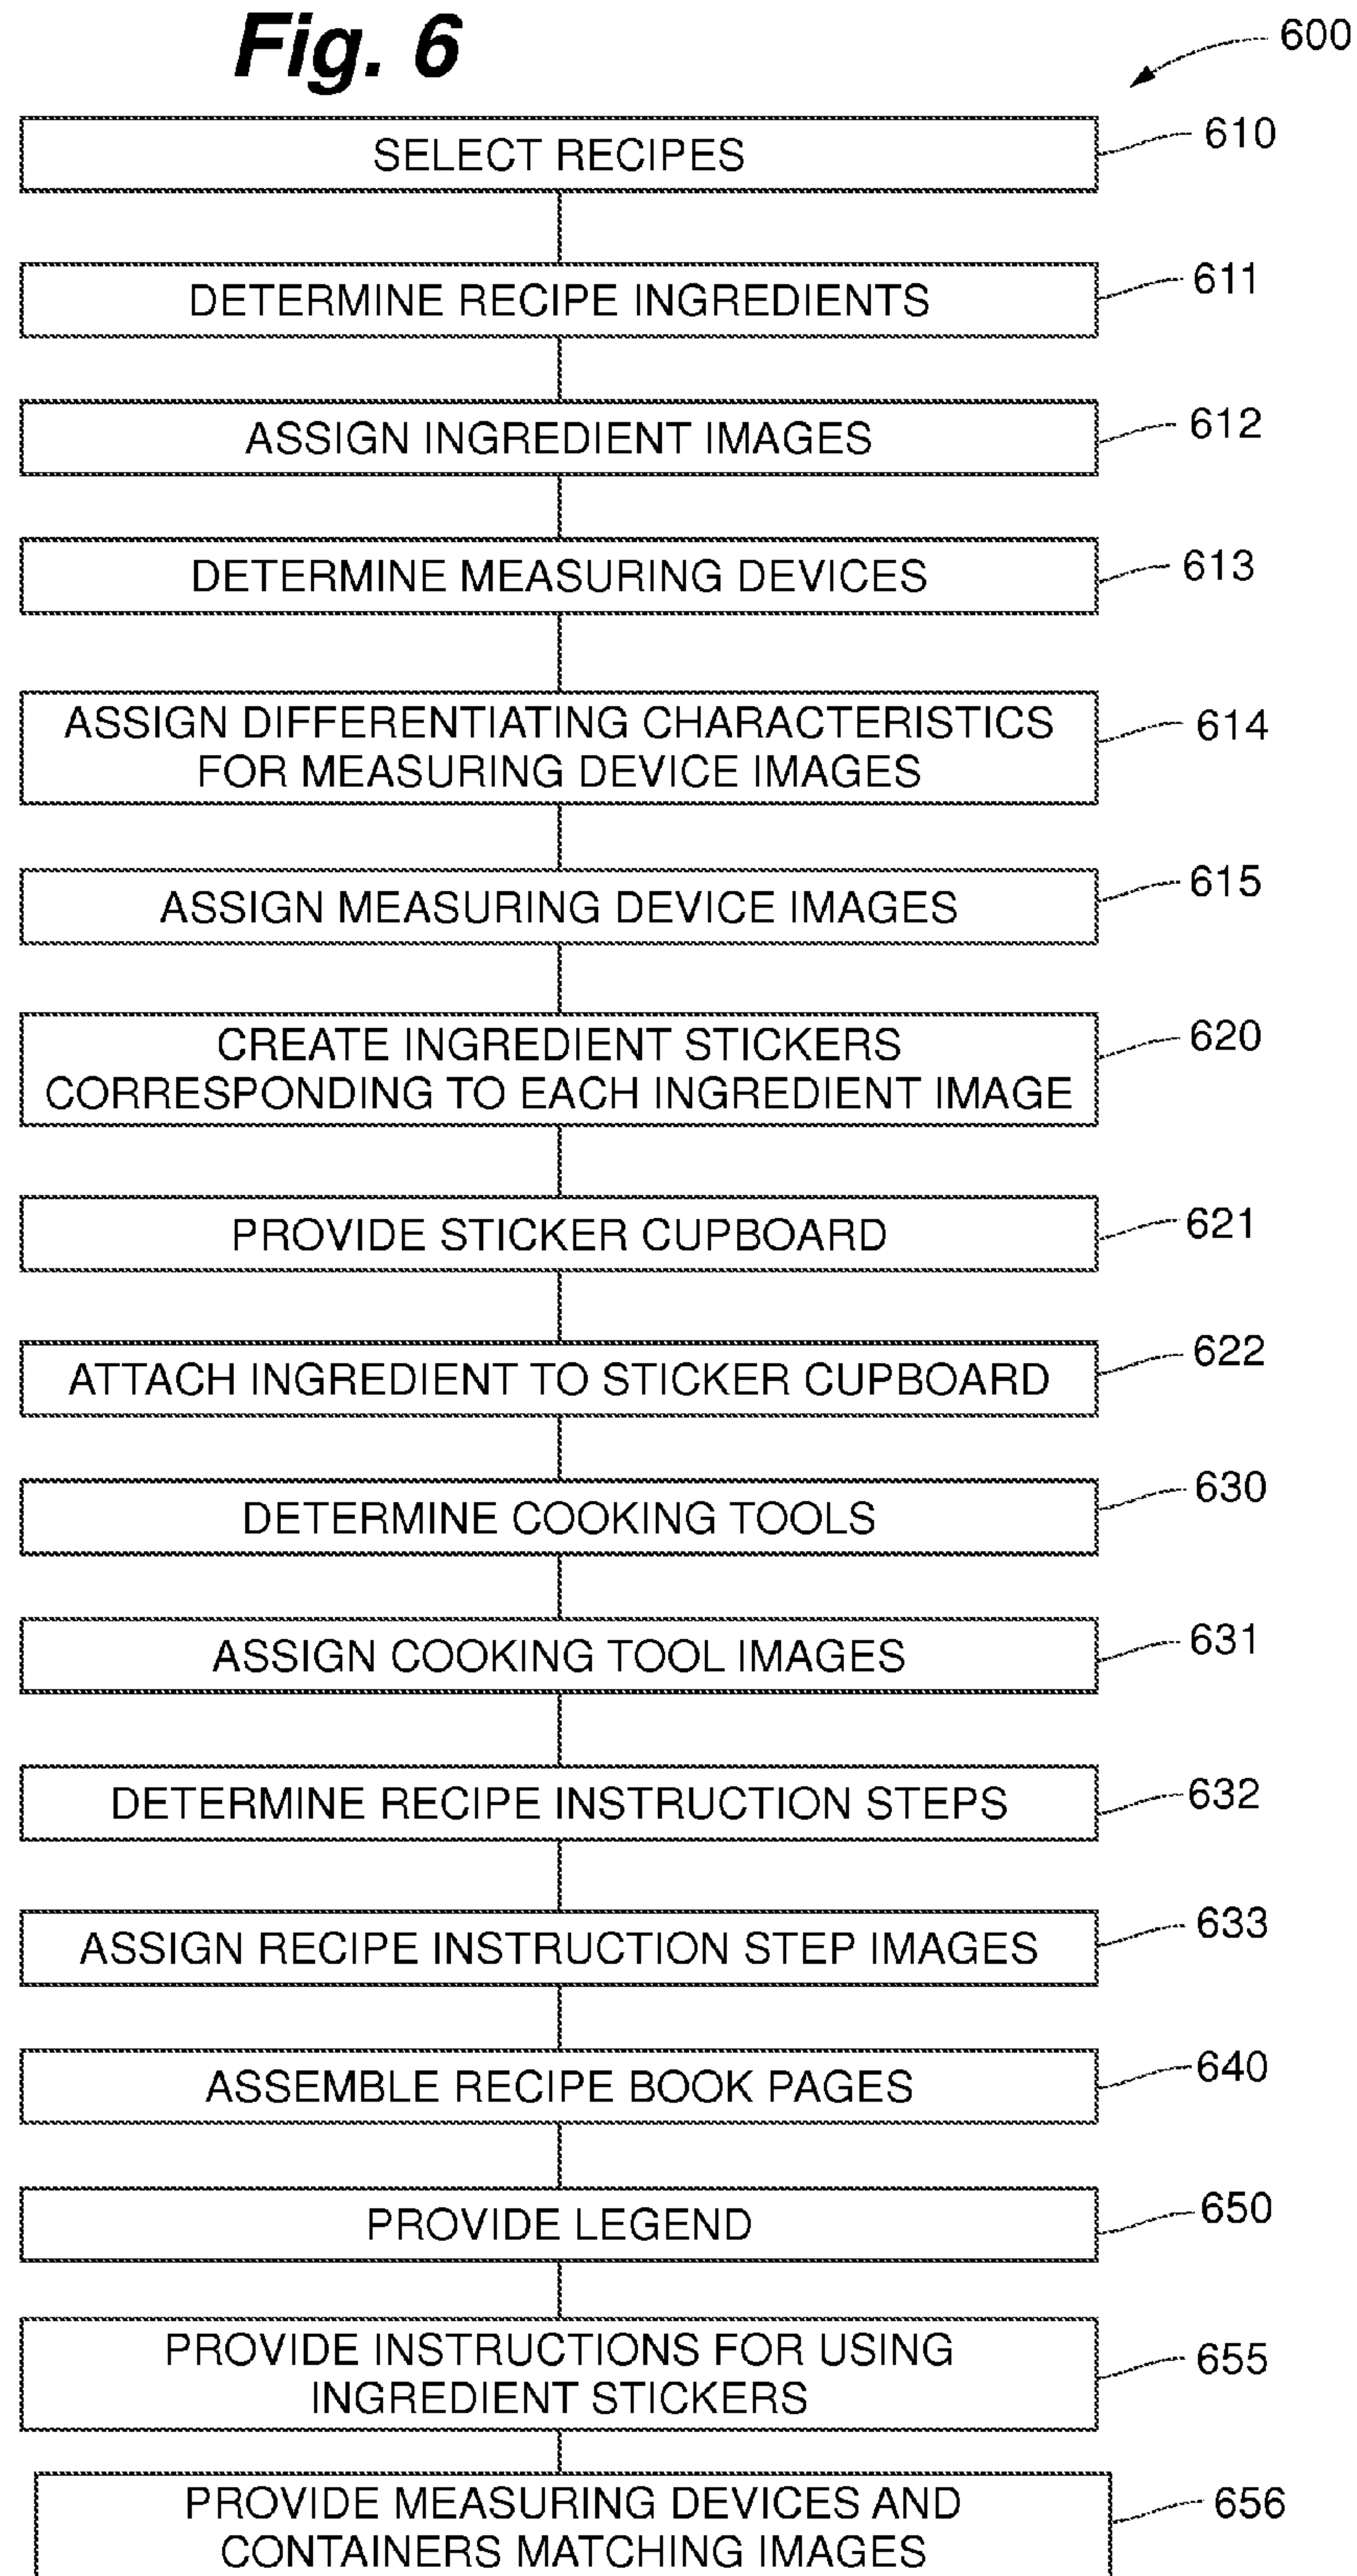 Fig. 6
600
SELECT RECIPES
610
DETERMINE RECIPE INGREDIENTS
611
ASSIGN INGREDIENT IMAGES
612
DETERMINE MEASURING DEVICES
613
ASSIGN DIFFERENTIATING CHARACTERISTICS
FOR MEASURING DEVICE IMAGES
614
ASSIGN MEASURING DEVICE IMAGES
615
CREATE INGREDIENT STICKERS
CORRESPONDING TO EACH INGREDIENT IMAGE
620
PROVIDE STICKER CUPBOARD
621
ATTACH INGREDIENT TO STICKER CUPBOARD
622
DETERMINE COOKING TOOLS
630
ASSIGN COOKING TOOL IMAGES
631
DETERMINE RECIPE INSTRUCTION STEPS
632
ASSIGN RECIPE INSTRUCTION STEP IMAGES
633
ASSEMBLE RECIPE BOOK PAGES
640
PROVIDE LEGEND
650
PROVIDE INSTRUCTIONS FOR USING
INGREDIENT STICKERS
655
PROVIDE MEASURING DEVICES AND
CONTAINERS MATCHING IMAGES
656